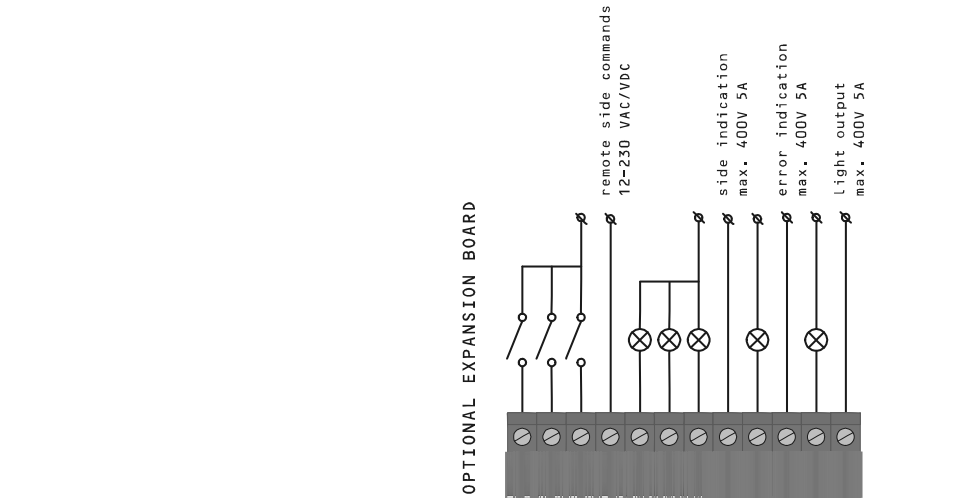 OPTIONAL EXPANSION BOARD
remote side commands
12-230 VAC/VDC
side indication
max. 400V 5A
error indication
max. 400V 5A
light output
max. 400V 5A